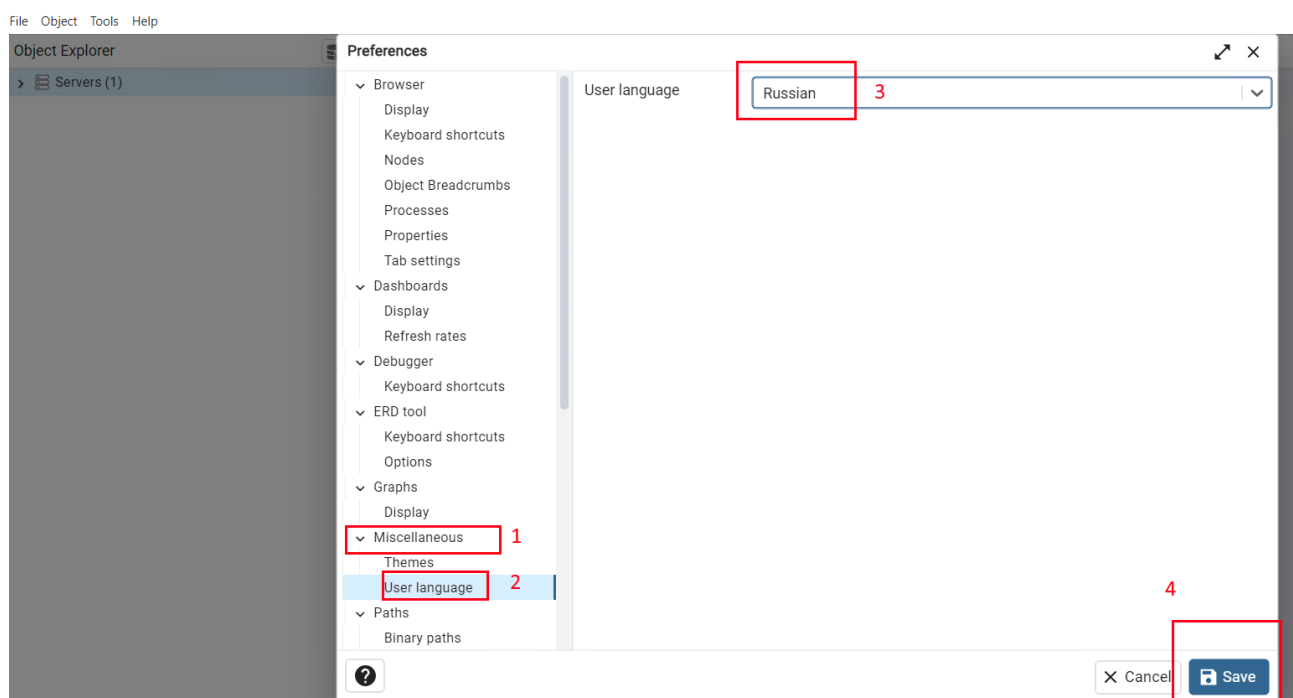 File Object Tools Help
Object Explorer
Servers (1)
Preferences
Browser
Display
Keyboard shortcuts
Nodes
Object Breadcrumbs
Processes
Properties
Tab settings
Dashboards
Display
Refresh rates
Debugger
Keyboard shortcuts
ERD tool
Keyboard shortcuts
Options
Graphs
Display
Miscellaneous 1
Themes
User language 2
Paths
Binary paths
User language Russian 3
4
? Cancel Save